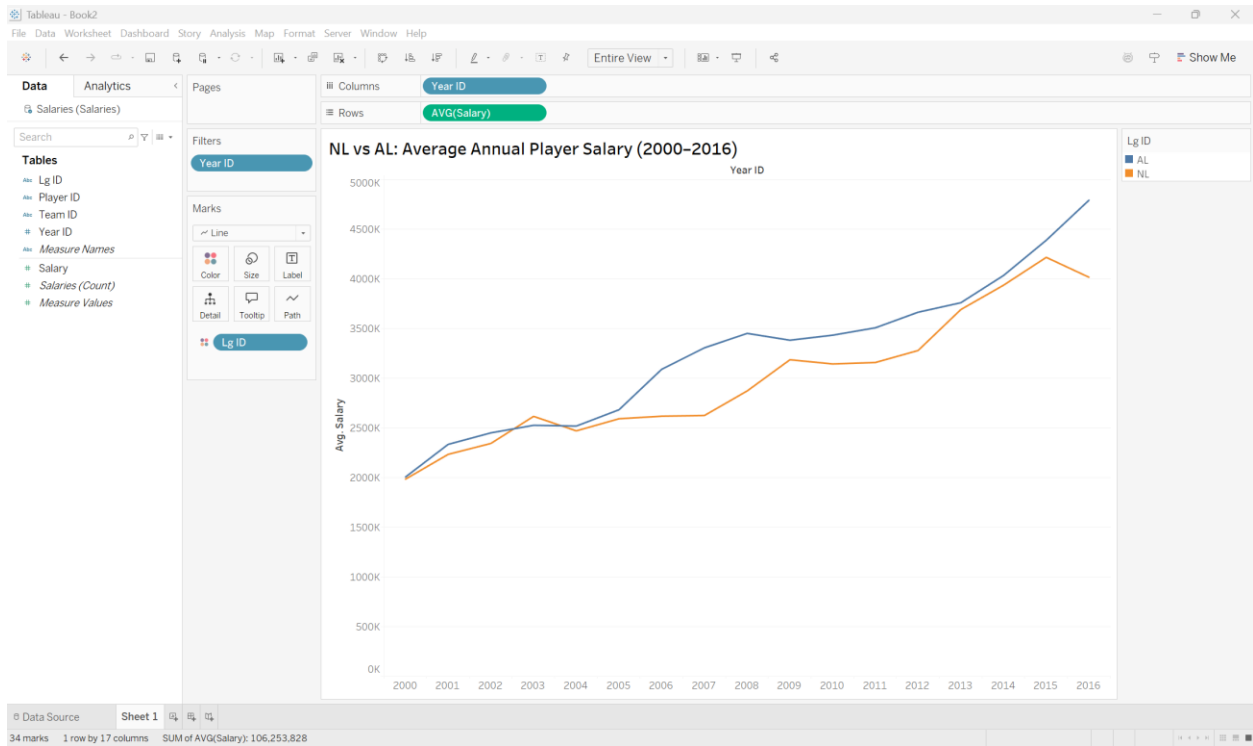 Tableau - Book2
File Data Worksheet Dashboard Story Analysis Map Format Server Window Help
Entire View
Show Me
Data
Analytics
Salaries (Salaries)
Search
Tables
Abc Lg ID
Abc Player ID
Abc Team ID
# Year ID
Abc Measure Names
# Salary
# Salaries (Count)
# Measure Values
Pages
Filters
Year ID
Marks
Line
Color Size Label
Detail Tooltip Path
Lg ID
Columns Year ID
Rows AVG(Salary)
NL vs AL: Average Annual Player Salary (2000–2016)
Year ID
5000K
4500K
4000K
3500K
3000K
2500K
2000K
1500K
1000K
500K
0K
Avg. Salary
2000 2001 2002 2003 2004 2005 2006 2007 2008 2009 2010 2011 2012 2013 2014 2015 2016
Lg ID
AL
NL
Data Source Sheet 1
34 marks 1 row by 17 columns SUM of AVG(Salary): 106,253,828